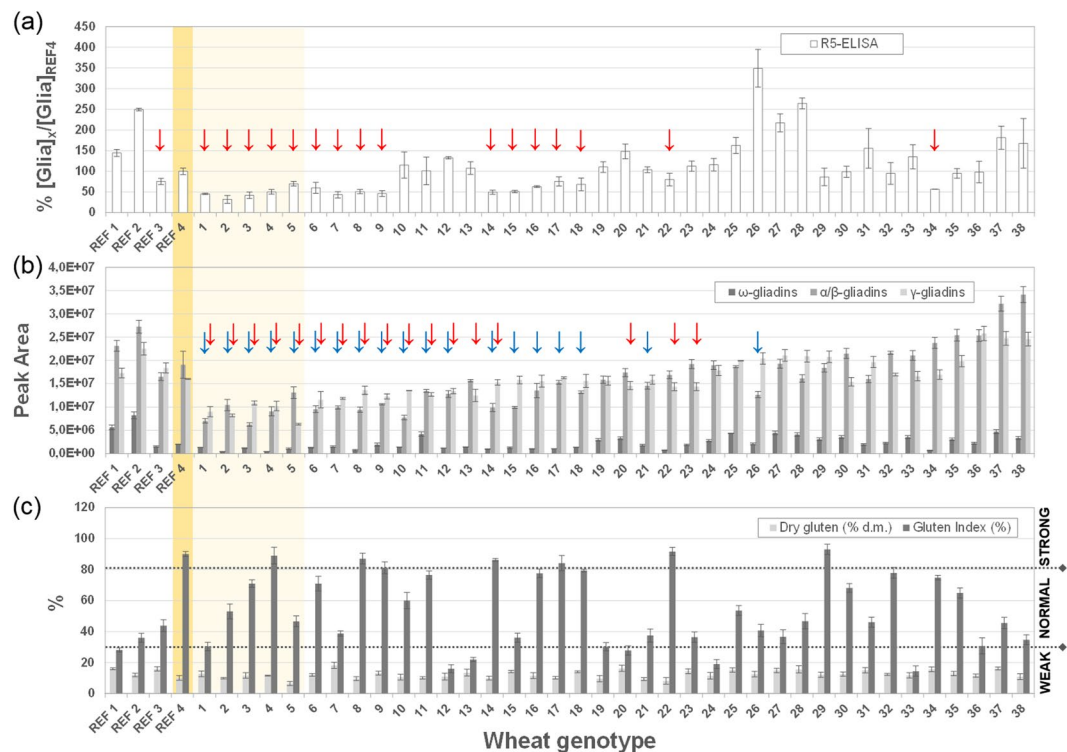 (a)
% [Glia]X/[Glia]REF4
450
400
350
300
250
200
150
100
50
0
R5-ELISA
REF 1 REF 2 REF 3 REF 4 1 2 3 4 5 6 7 8 9 10 11 12 13 14 15 16 17 18 19 20 21 22 23 24 25 26 27 28 29 30 31 32 33 34 35 36 37 38
(b)
Peak Area
4,0E+07
3,5E+07
3,0E+07
2,5E+07
2,0E+07
1,5E+07
1,0E+07
5,0E+06
0,0E+00
ω-gliadins α/β-gliadins γ-gliadins
REF 1 REF 2 REF 3 REF 4 1 2 3 4 5 6 7 8 9 10 11 12 13 14 15 16 17 18 19 20 21 22 23 24 25 26 27 28 29 30 31 32 33 34 35 36 37 38
(c)
%
120
100
80
60
40
20
0
Dry gluten (% d.m.) Gluten Index (%)
WEAK NORMAL STRONG
REF 1 REF 2 REF 3 REF 4 1 2 3 4 5 6 7 8 9 10 11 12 13 14 15 16 17 18 19 20 21 22 23 24 25 26 27 28 29 30 31 32 33 34 35 36 37 38
Wheat genotype